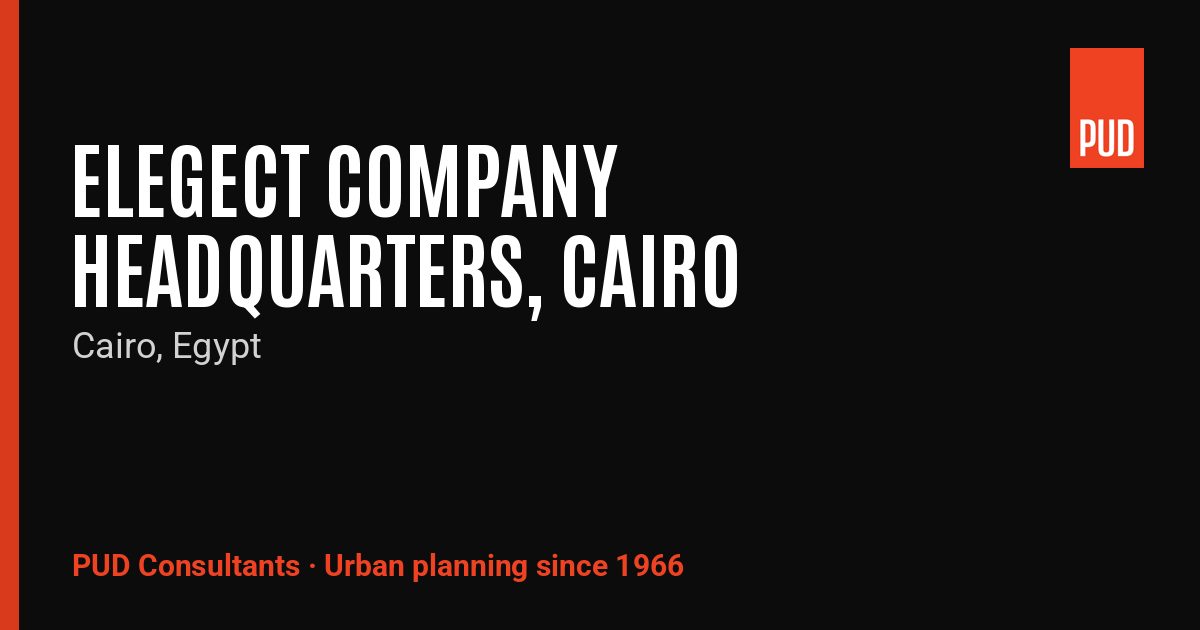 PUD
ELEGECT COMPANY
HEADQUARTERS, CAIRO
Cairo, Egypt
PUD Consultants · Urban planning since 1966